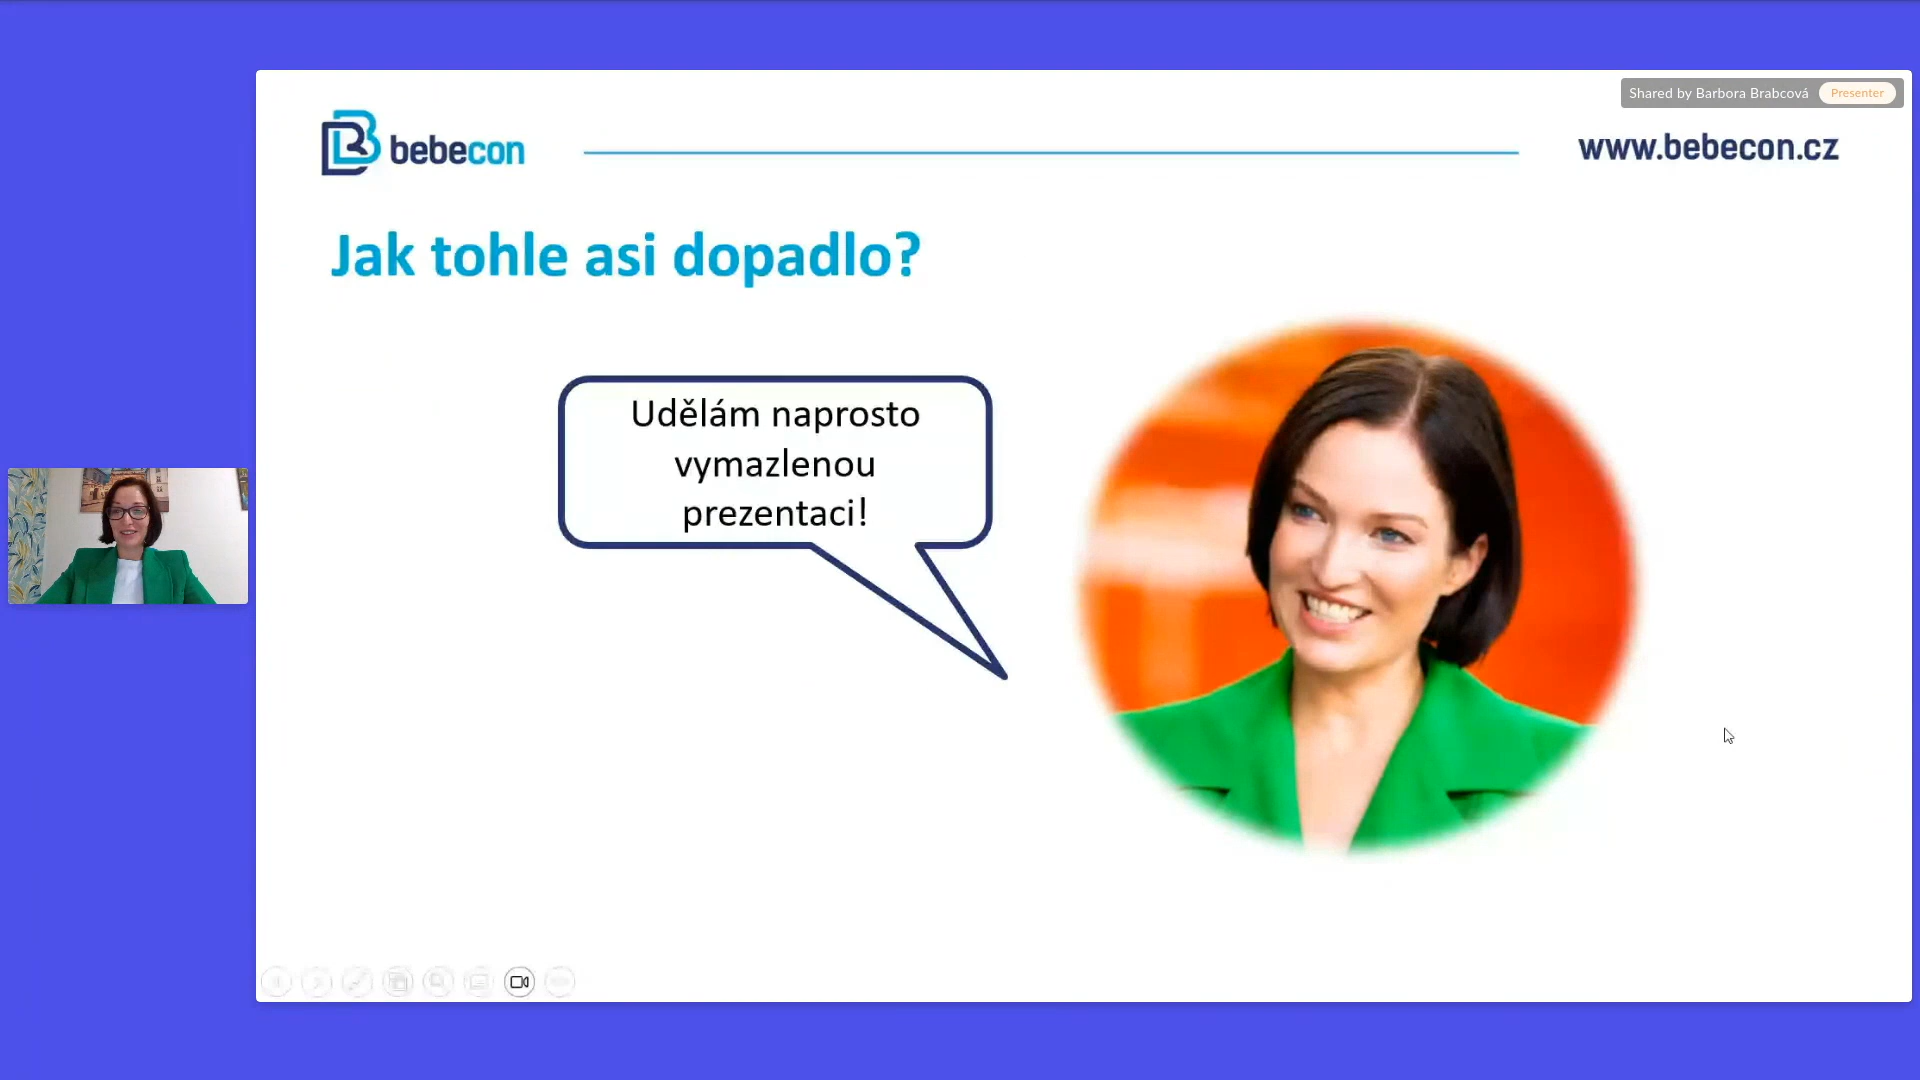 Shared by Barbora Brabcová Presenter
bebecon
www.bebecon.cz
Jak tohle asi dopadlo?
Udělám naprosto
vymazlenou
prezentaci!